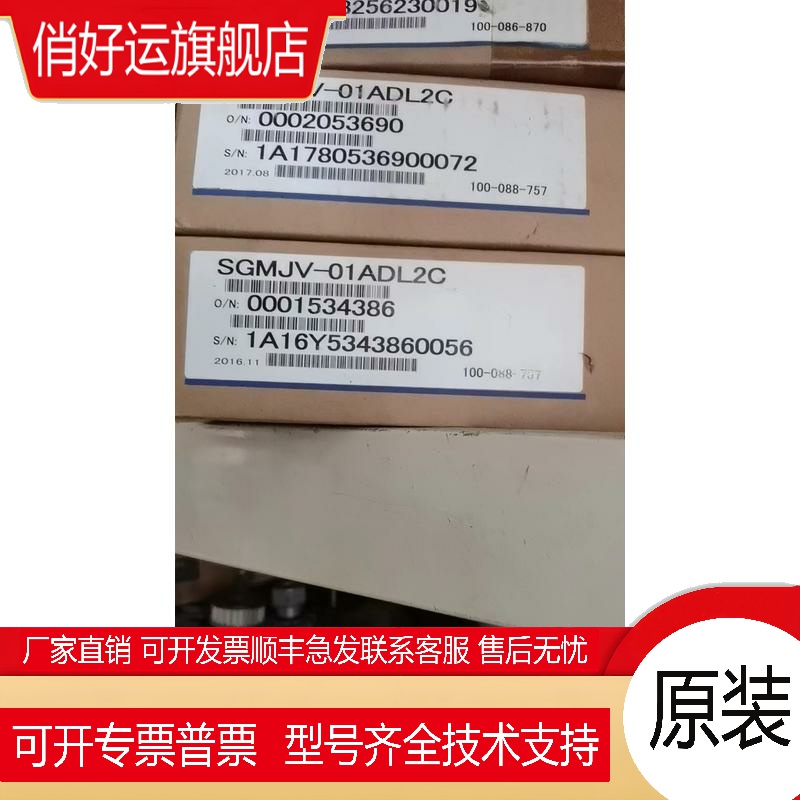 俏好运旗舰店
8256230019
100-086-870
V-01ADL2C
O/N: 0002053690
S/N: 1A1780536900072
2017.08
100-088-757
SGMJV-01ADL2C
O/N: 0001534386
S/N: 1A16Y5343860056
2016.11
100-088-757
厂家直销 可开发票顺丰急发联系客服 售后无忧
可开专票普票 型号齐全技术支持
原装